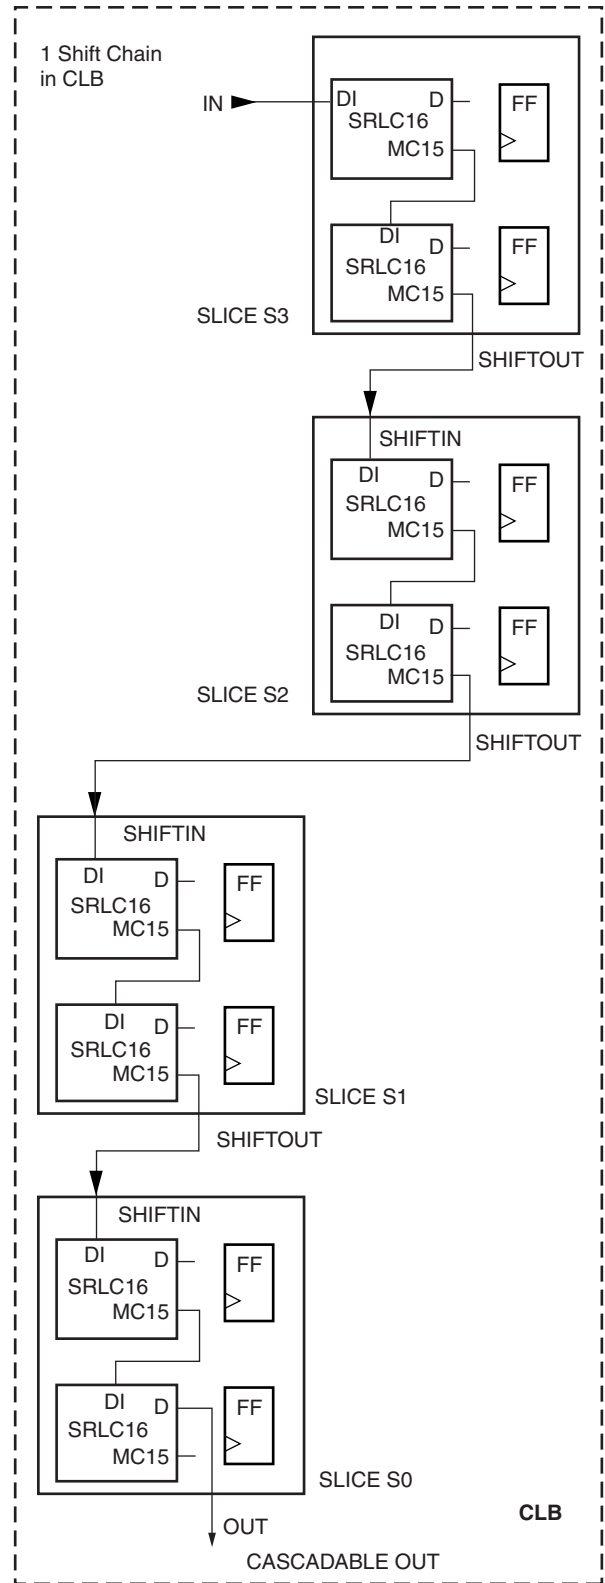 1 Shift Chain
in CLB
IN
DI
D
SRLC16
MC15
FF
DI
D
SRLC16
MC15
FF
SLICE S3
SHIFTOUT
SHIFTIN
DI
D
SRLC16
MC15
FF
DI
D
SRLC16
MC15
FF
SLICE S2
SHIFTOUT
SHIFTIN
DI
D
SRLC16
MC15
FF
DI
D
SRLC16
MC15
FF
SLICE S1
SHIFTOUT
SHIFTIN
DI
D
SRLC16
MC15
FF
DI
D
SRLC16
MC15
FF
SLICE S0
OUT
CLB
CASCADABLE OUT